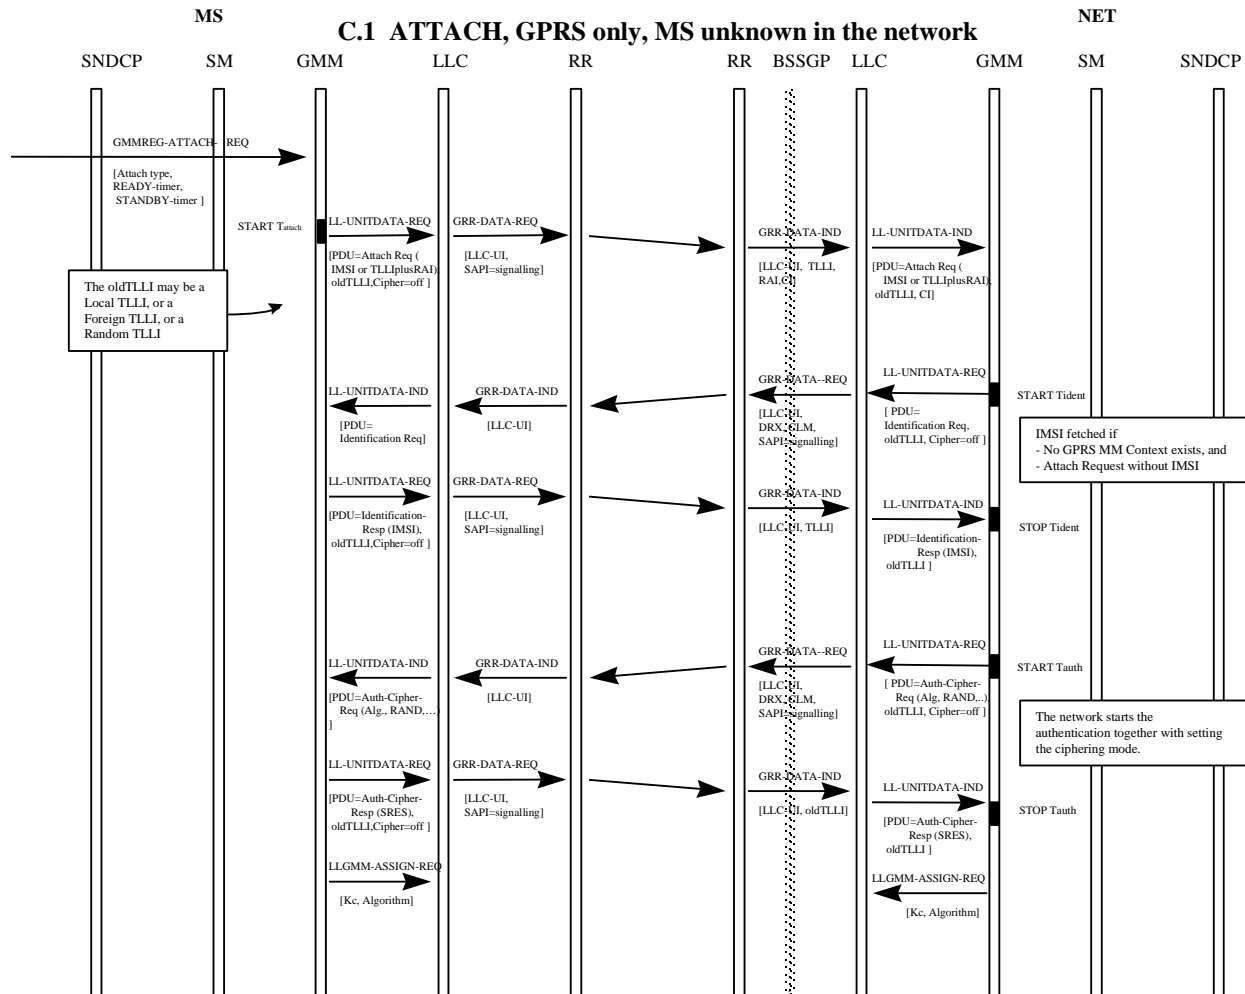 MS
NET
C.1 ATTACH, GPRS only, MS unknown in the network
SNDCP SM GMM LLC RR RR BSSGP LLC GMM SM SNDCP
GMMREG-ATTACH- REQ
[Attach type,
READY-timer,
STANDBY-timer ]
START Tattach
LL-UNITDATA-REQ
[PDU=Attach Req (
IMSI or TLLIplusRAI),
oldTLLI,Cipher=off ]
GRR-DATA-REQ
[LLC-UI,
SAPI=signalling]
GRR-DATA-IND
[LLC-UI, TLLI,
RAI,CI]
LL-UNITDATA-IND
[PDU=Attach Req (
IMSI or TLLIplusRAI),
oldTLLI, CI]
The oldTLLI may be a
Local TLLI, or a
Foreign TLLI, or a
Random TLLI
LL-UNITDATA-IND
[PDU=
Identification Req]
GRR-DATA-IND
[LLC-UI]
GRR-DATA--REQ
[LLC-UI,
DRX, CLM,
SAPI=signalling]
LL-UNITDATA-REQ
[ PDU=
Identification Req,
oldTLLI, Cipher=off ]
START Tident
IMSI fetched if
- No GPRS MM Context exists, and
- Attach Request without IMSI
LL-UNITDATA-REQ
[PDU=Identification-
Resp (IMSI),
oldTLLI,Cipher=off ]
GRR-DATA-REQ
[LLC-UI,
SAPI=signalling]
GRR-DATA-IND
[LLC-UI, TLLI]
LL-UNITDATA-IND
[PDU=Identification-
Resp (IMSI),
oldTLLI ]
STOP Tident
LL-UNITDATA-IND
[PDU=Auth-Cipher-
Req (Alg., RAND,...)
]
GRR-DATA-IND
[LLC-UI]
GRR-DATA--REQ
[LLC-UI,
DRX, CLM,
SAPI=signalling]
LL-UNITDATA-REQ
[ PDU=Auth-Cipher-
Req (Alg, RAND,..),
oldTLLI, Cipher=off ]
START Tauth
The network starts the
authentication together with setting
the ciphering mode.
LL-UNITDATA-REQ
[PDU=Auth-Cipher-
Resp (SRES),
oldTLLI,Cipher=off ]
GRR-DATA-REQ
[LLC-UI,
SAPI=signalling]
GRR-DATA-IND
[LLC-UI, oldTLLI]
LL-UNITDATA-IND
[PDU=Auth-Cipher-
Resp (SRES),
oldTLLI ]
STOP Tauth
LLGMM-ASSIGN-REQ
[Kc, Algorithm]
LLGMM-ASSIGN-REQ
[Kc, Algorithm]